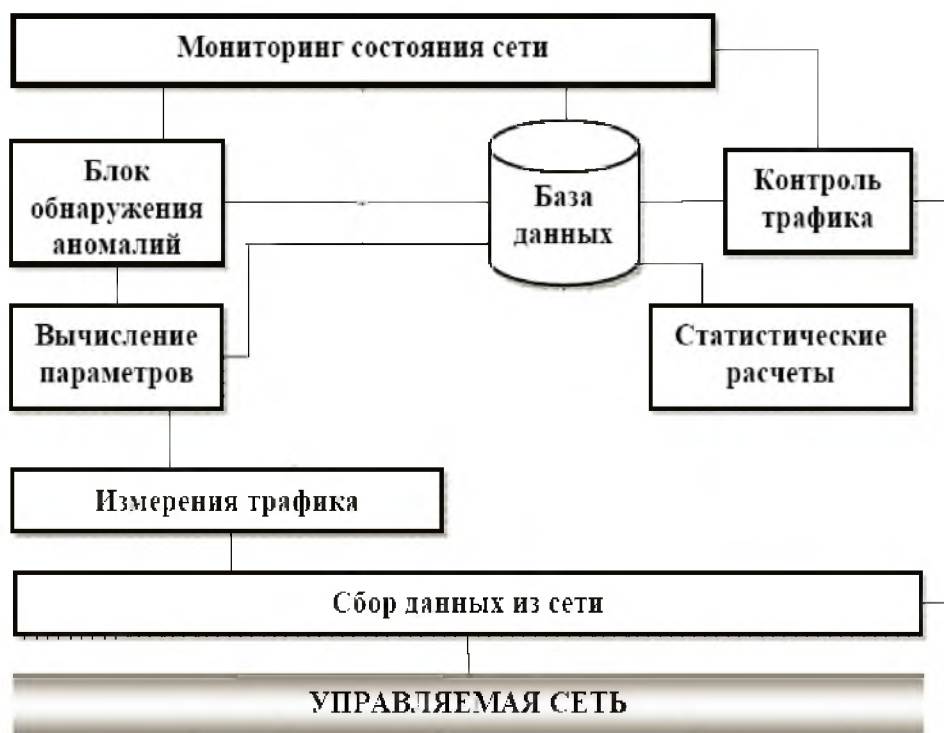 Мониторинг состояния сети
Блок
обнаружения
аномалий
База
данных
Контроль
трафика
Вычисление
параметров
Статистические
расчеты
Измерения трафика
Сбор данных из сети
УПРАВЛЯЕМАЯ СЕТЬ